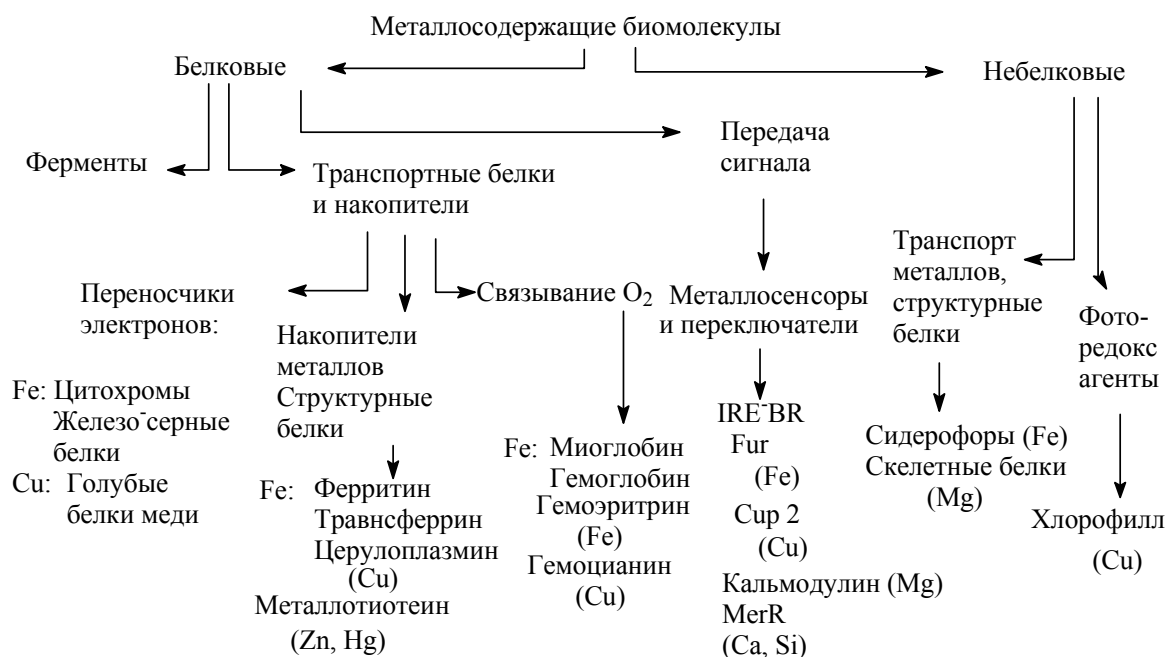 Металлосодержащие биомолекулы
Белковые
Небелковые
Ферменты
Транспортные белки
и накопители
Передача
сигнала
Переносчики
электронов:
Fe: Цитохромы
Железо-серные
белки
Cu: Голубые
белки меди
Накопители
металлов
Структурные
белки
Fe: Ферритин
Травнсферрин
Церулоплазмин
(Cu)
Металлотиотеин
(Zn, Hg)
Связывание O2
Fe: Миоглобин
Гемоглобин
Гемоэритрин
(Fe)
Гемоцианин
(Cu)
Металлосенсоры
и переключатели
IRE-BR
Fur
(Fe)
Cup 2
(Cu)
Кальмодулин (Mg)
MerR
(Ca, Si)
Транспорт
металлов,
структурные
белки
Сидерофоры (Fe)
Скелетные белки
(Mg)
Фото-
редокс
агенты
Хлорофилл
(Cu)